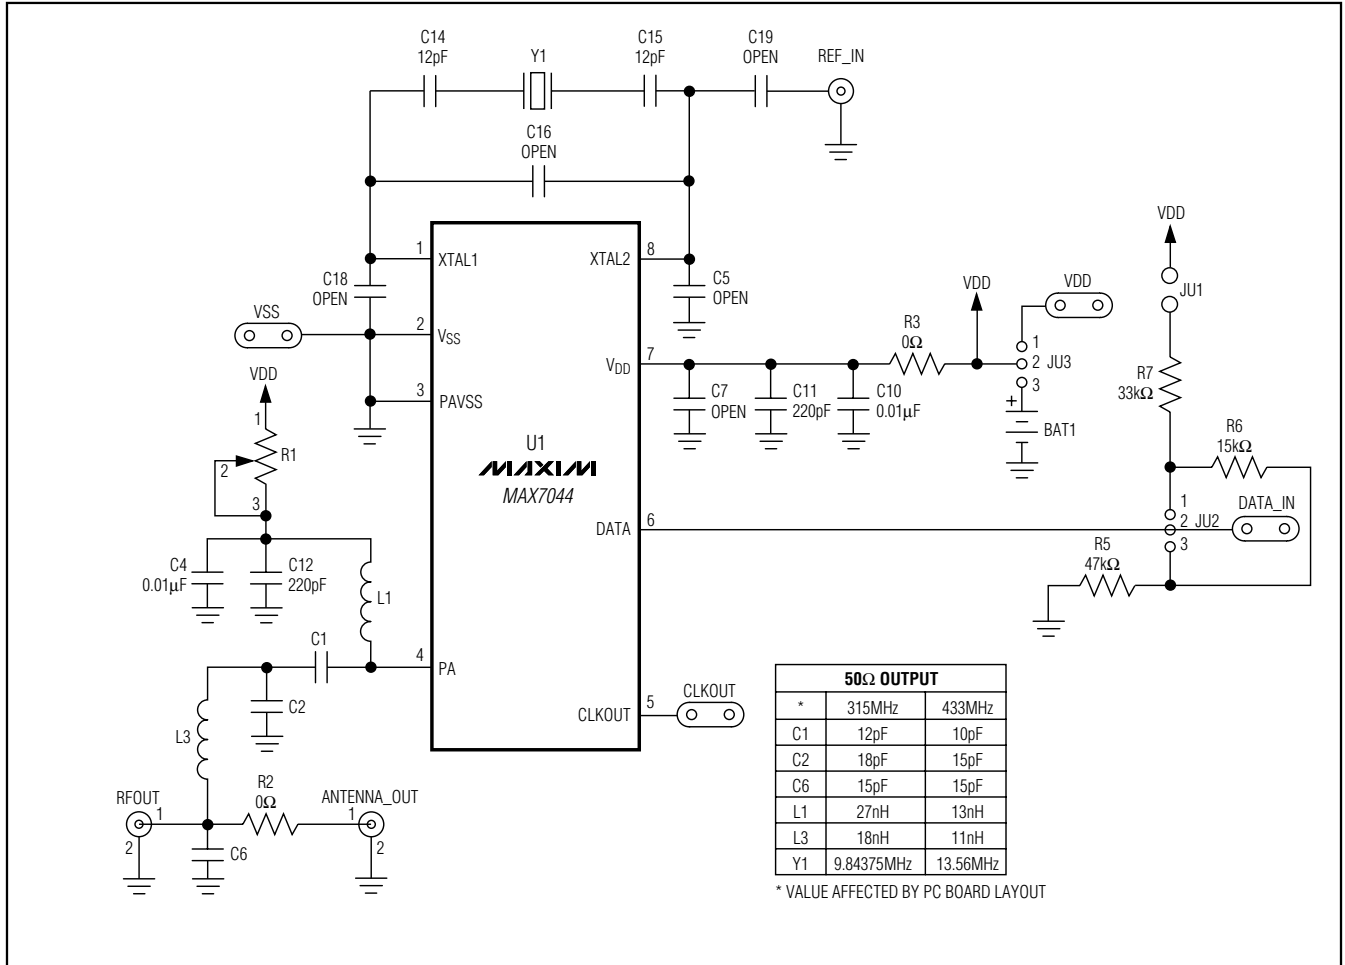 C14
12pF
Y1
C15
12pF
C19
OPEN
REF_IN
C16
OPEN
1
XTAL1
XTAL2
8
C18
OPEN
C5
OPEN
VSS
2
VSS
VDD
7
R3
0Ω
VDD
VDD
1
2 JU3
3
+
BAT1
VDD
JU1
R7
33kΩ
R6
15kΩ
3
PAVSS
C7
OPEN
C11
220pF
C10
0.01µF
VDD
1
R1
2
3
U1
MAXIM
MAX7044
DATA
6
1
2 JU2
3
DATA_IN
R5
47kΩ
C4
0.01µF
C12
220pF
L1
C1
4
PA
C2
L3
CLKOUT
5
CLKOUT
RFOUT
1
2
R2
0Ω
ANTENNA_OUT
1
2
C6
50Ω OUTPUT
* 315MHz 433MHz
C1 12pF 10pF
C2 18pF 15pF
C6 15pF 15pF
L1 27nH 13nH
L3 18nH 11nH
Y1 9.84375MHz 13.56MHz
* VALUE AFFECTED BY PC BOARD LAYOUT